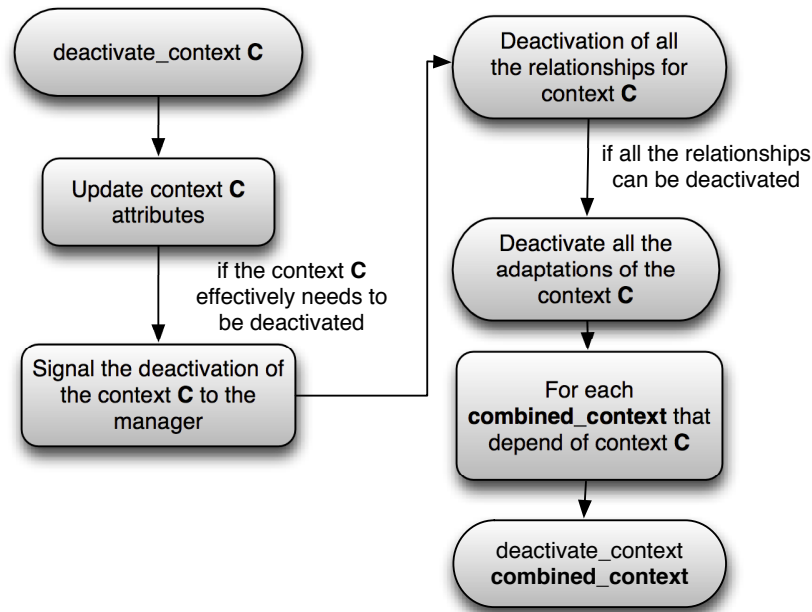 deactivate_context C
Update context C
attributes
if the context C
effectively needs to
be deactivated
Signal the deactivation of
the context C to the
manager
Deactivation of all
the relationships for
context C
if all the relationships
can be deactivated
Deactivate all the
adaptations of the
context C
For each
combined_context that
depend of context C
deactivate_context
combined_context